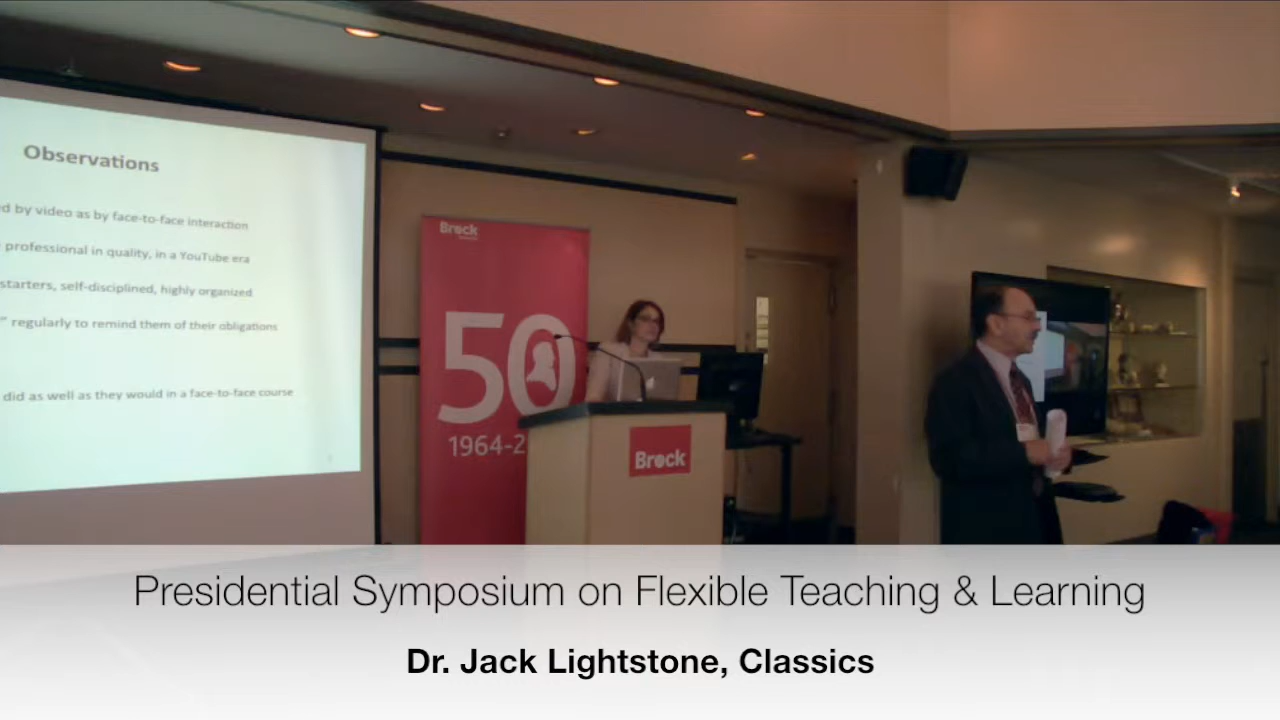 Observations
ed by video as by face-to-face interaction
professional in quality, in a YouTube era
starters, self-disciplined, highly organized
" regularly to remind them of their obligations
did as well as they would in a face-to-face course
Brock
50
1964-2
Brock
Presidential Symposium on Flexible Teaching & Learning
Dr. Jack Lightstone, Classics